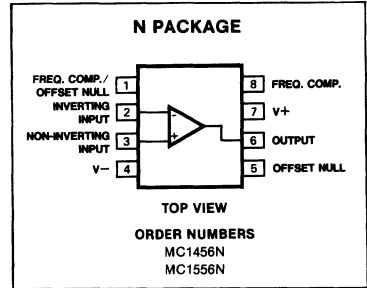 N PACKAGE
FREQ. COMP./
OFFSET NULL
1
INVERTING
INPUT
2
-
NON-INVERTING
INPUT
3
+
V−
4
8
FREQ. COMP.
7
V+
6
OUTPUT
5
OFFSET NULL
TOP VIEW
ORDER NUMBERS
MC1456N
MC1556N